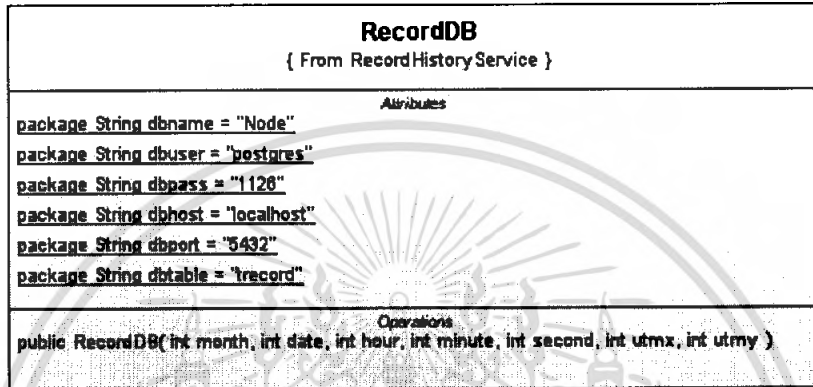 RecordDB
{ From RecordHistoryService }
Attributes
package String dbname = "Node"
package String dbuser = "postgres"
package String dbpass = "1126"
package String dbhost = "localhost"
package String dbport = "5432"
package String dbtable = "trecord"
Operations
public RecordDB( int month, int date, int hour, int minute, int second, int utmx, int utmy )